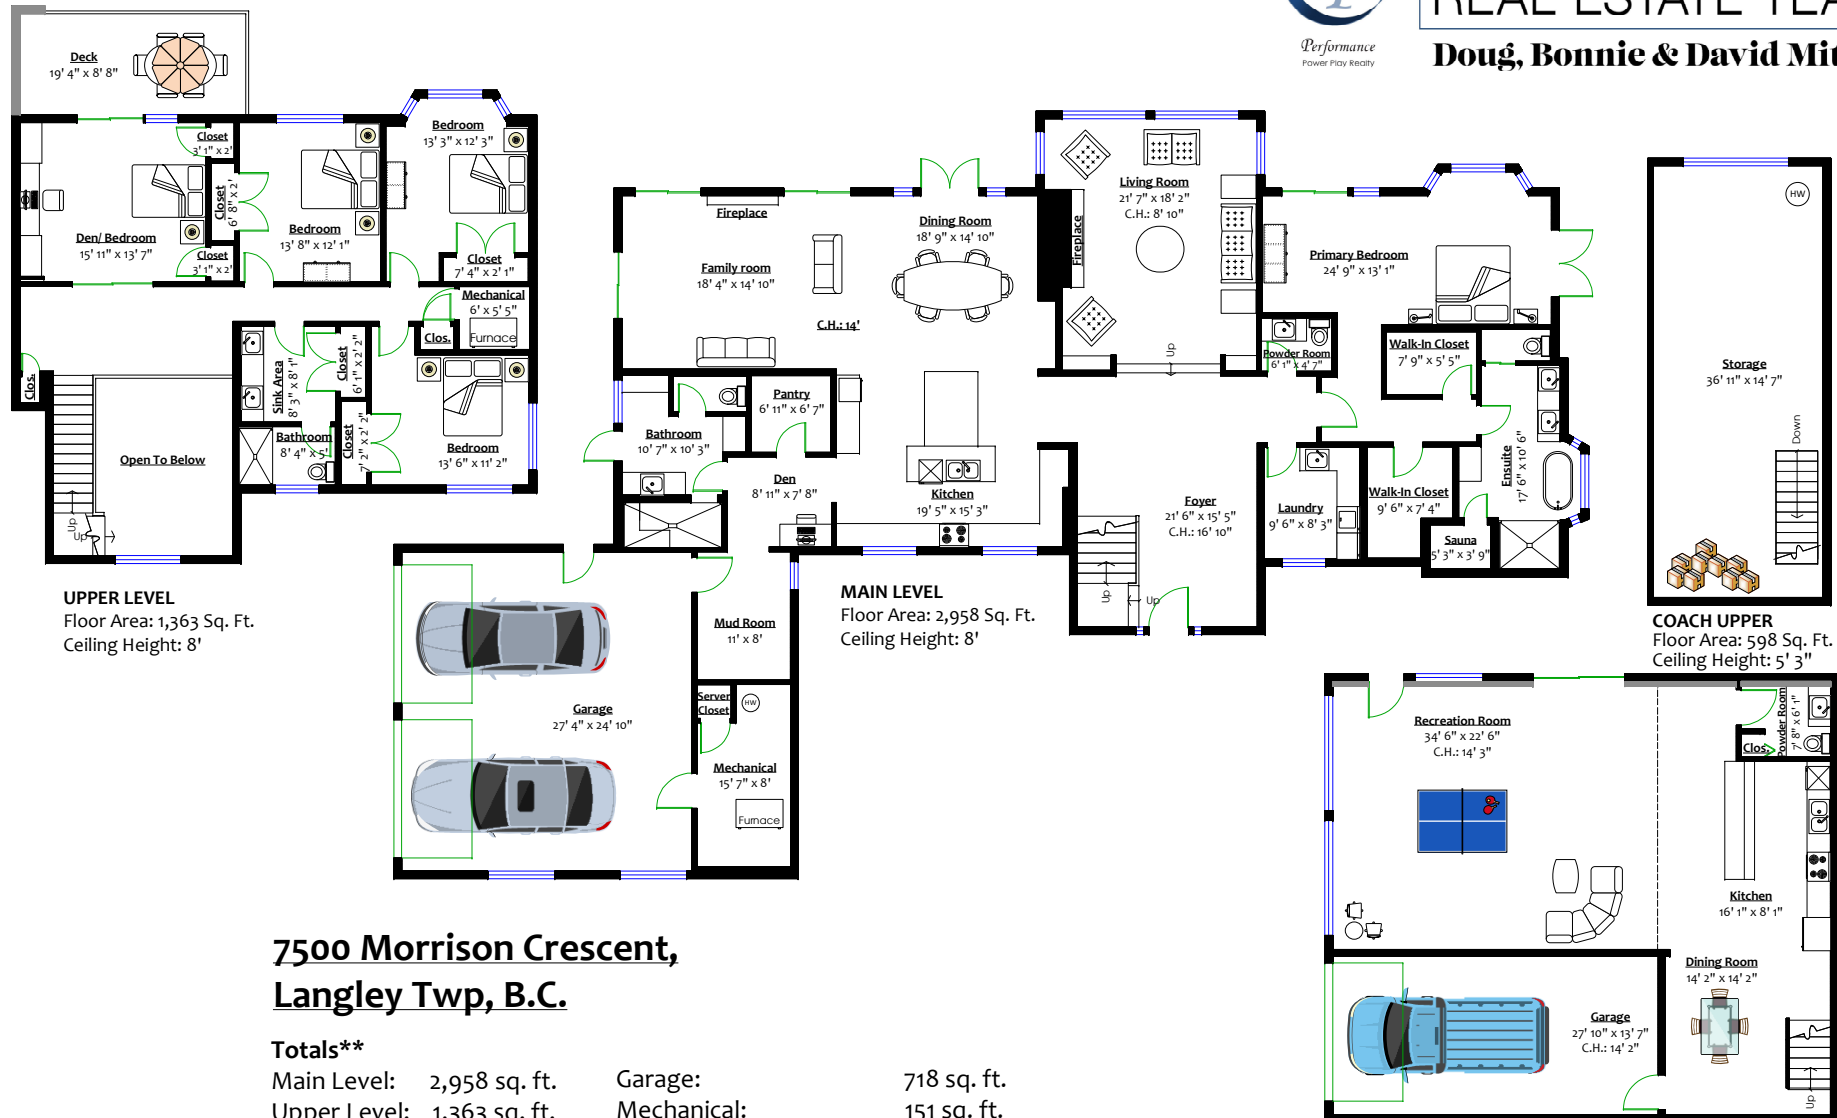 REAL ESTATE TEA
Performance
Power Play Realty
Doug, Bonnie & David Mit
Deck
19' 4" x 8' 8"
Closet
3' 1" x 2'
Closet
6' 8" x 2'
Closet
3' 1" x 2'
Den/ Bedroom
15' 11" x 13' 7"
Bedroom
13' 8" x 12' 1"
Bedroom
13' 3" x 12' 3"
Closet
7' 4" x 2' 1"
Mechanical
6' x 5' 5"
Furnace
Clos.
Clos.
Sink Area
8' 3" x 8' 1"
Closet
6' 1" x 2' 2"
Closet
7' 2" x 2' 2"
Bathroom
8' 4" x 5'
Bedroom
13' 6" x 11' 2"
Open To Below
Up
Up
UPPER LEVEL
Floor Area: 1,363 Sq. Ft.
Ceiling Height: 8'
Fireplace
Family room
18' 4" x 14' 10"
C.H.: 14'
Dining Room
18' 9" x 14' 10"
Fireplace
Living Room
21' 7" x 18' 2"
C.H.: 8' 10"
Up
Primary Bedroom
24' 9" x 13' 1"
Powder Room
6' 1" x 4' 7"
Walk-In Closet
7' 9" x 5' 5"
Pantry
6' 11" x 6' 7"
Bathroom
10' 7" x 10' 3"
Den
8' 11" x 7' 8"
Kitchen
19' 5" x 15' 3"
Foyer
21' 6" x 15' 5"
C.H.: 16' 10"
Up
Up
Laundry
9' 6" x 8' 3"
Walk-In Closet
9' 6" x 7' 4"
Ensuite
17' 6" x 10' 6"
Sauna
5' 3" x 3' 9"
Mud Room
11' x 8'
Server
Closet
HW
Garage
27' 4" x 24' 10"
Mechanical
15' 7" x 8'
Furnace
MAIN LEVEL
Floor Area: 2,958 Sq. Ft.
Ceiling Height: 8'
HW
Storage
36' 11" x 14' 7"
Down
COACH UPPER
Floor Area: 598 Sq. Ft.
Ceiling Height: 5' 3"
Recreation Room
34' 6" x 22' 6"
C.H.: 14' 3"
Powder Room
7' 8" x 6' 1"
Clos.
Kitchen
16' 1" x 8' 1"
Dining Room
14' 2" x 14' 2"
Garage
27' 10" x 13' 7"
C.H.: 14' 2"
Up
7500 Morrison Crescent,
Langley Twp, B.C.
Totals**
Main Level: 2,958 sq. ft. Garage: 718 sq. ft.
Upper Level: 1,363 sq. ft. Mechanical: 151 sq. ft.